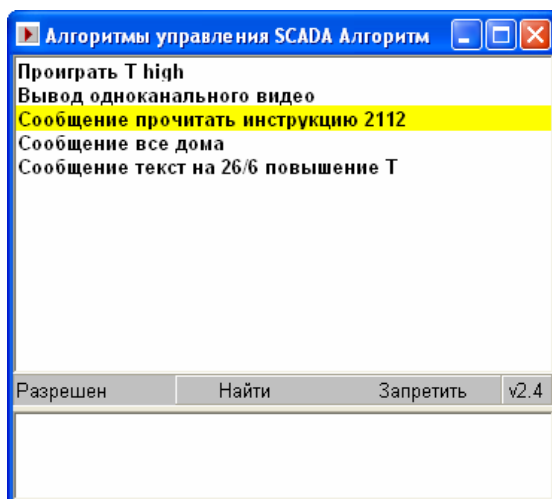 Алгоритмы управления SCADA Алгоритм
Проиграть T high
Вывод одноканального видео
Сообщение прочитать инструкцию 2112
Сообщение все дома
Сообщение текст на 26/6 повышение Т
Разрешен Найти Запретить v2.4